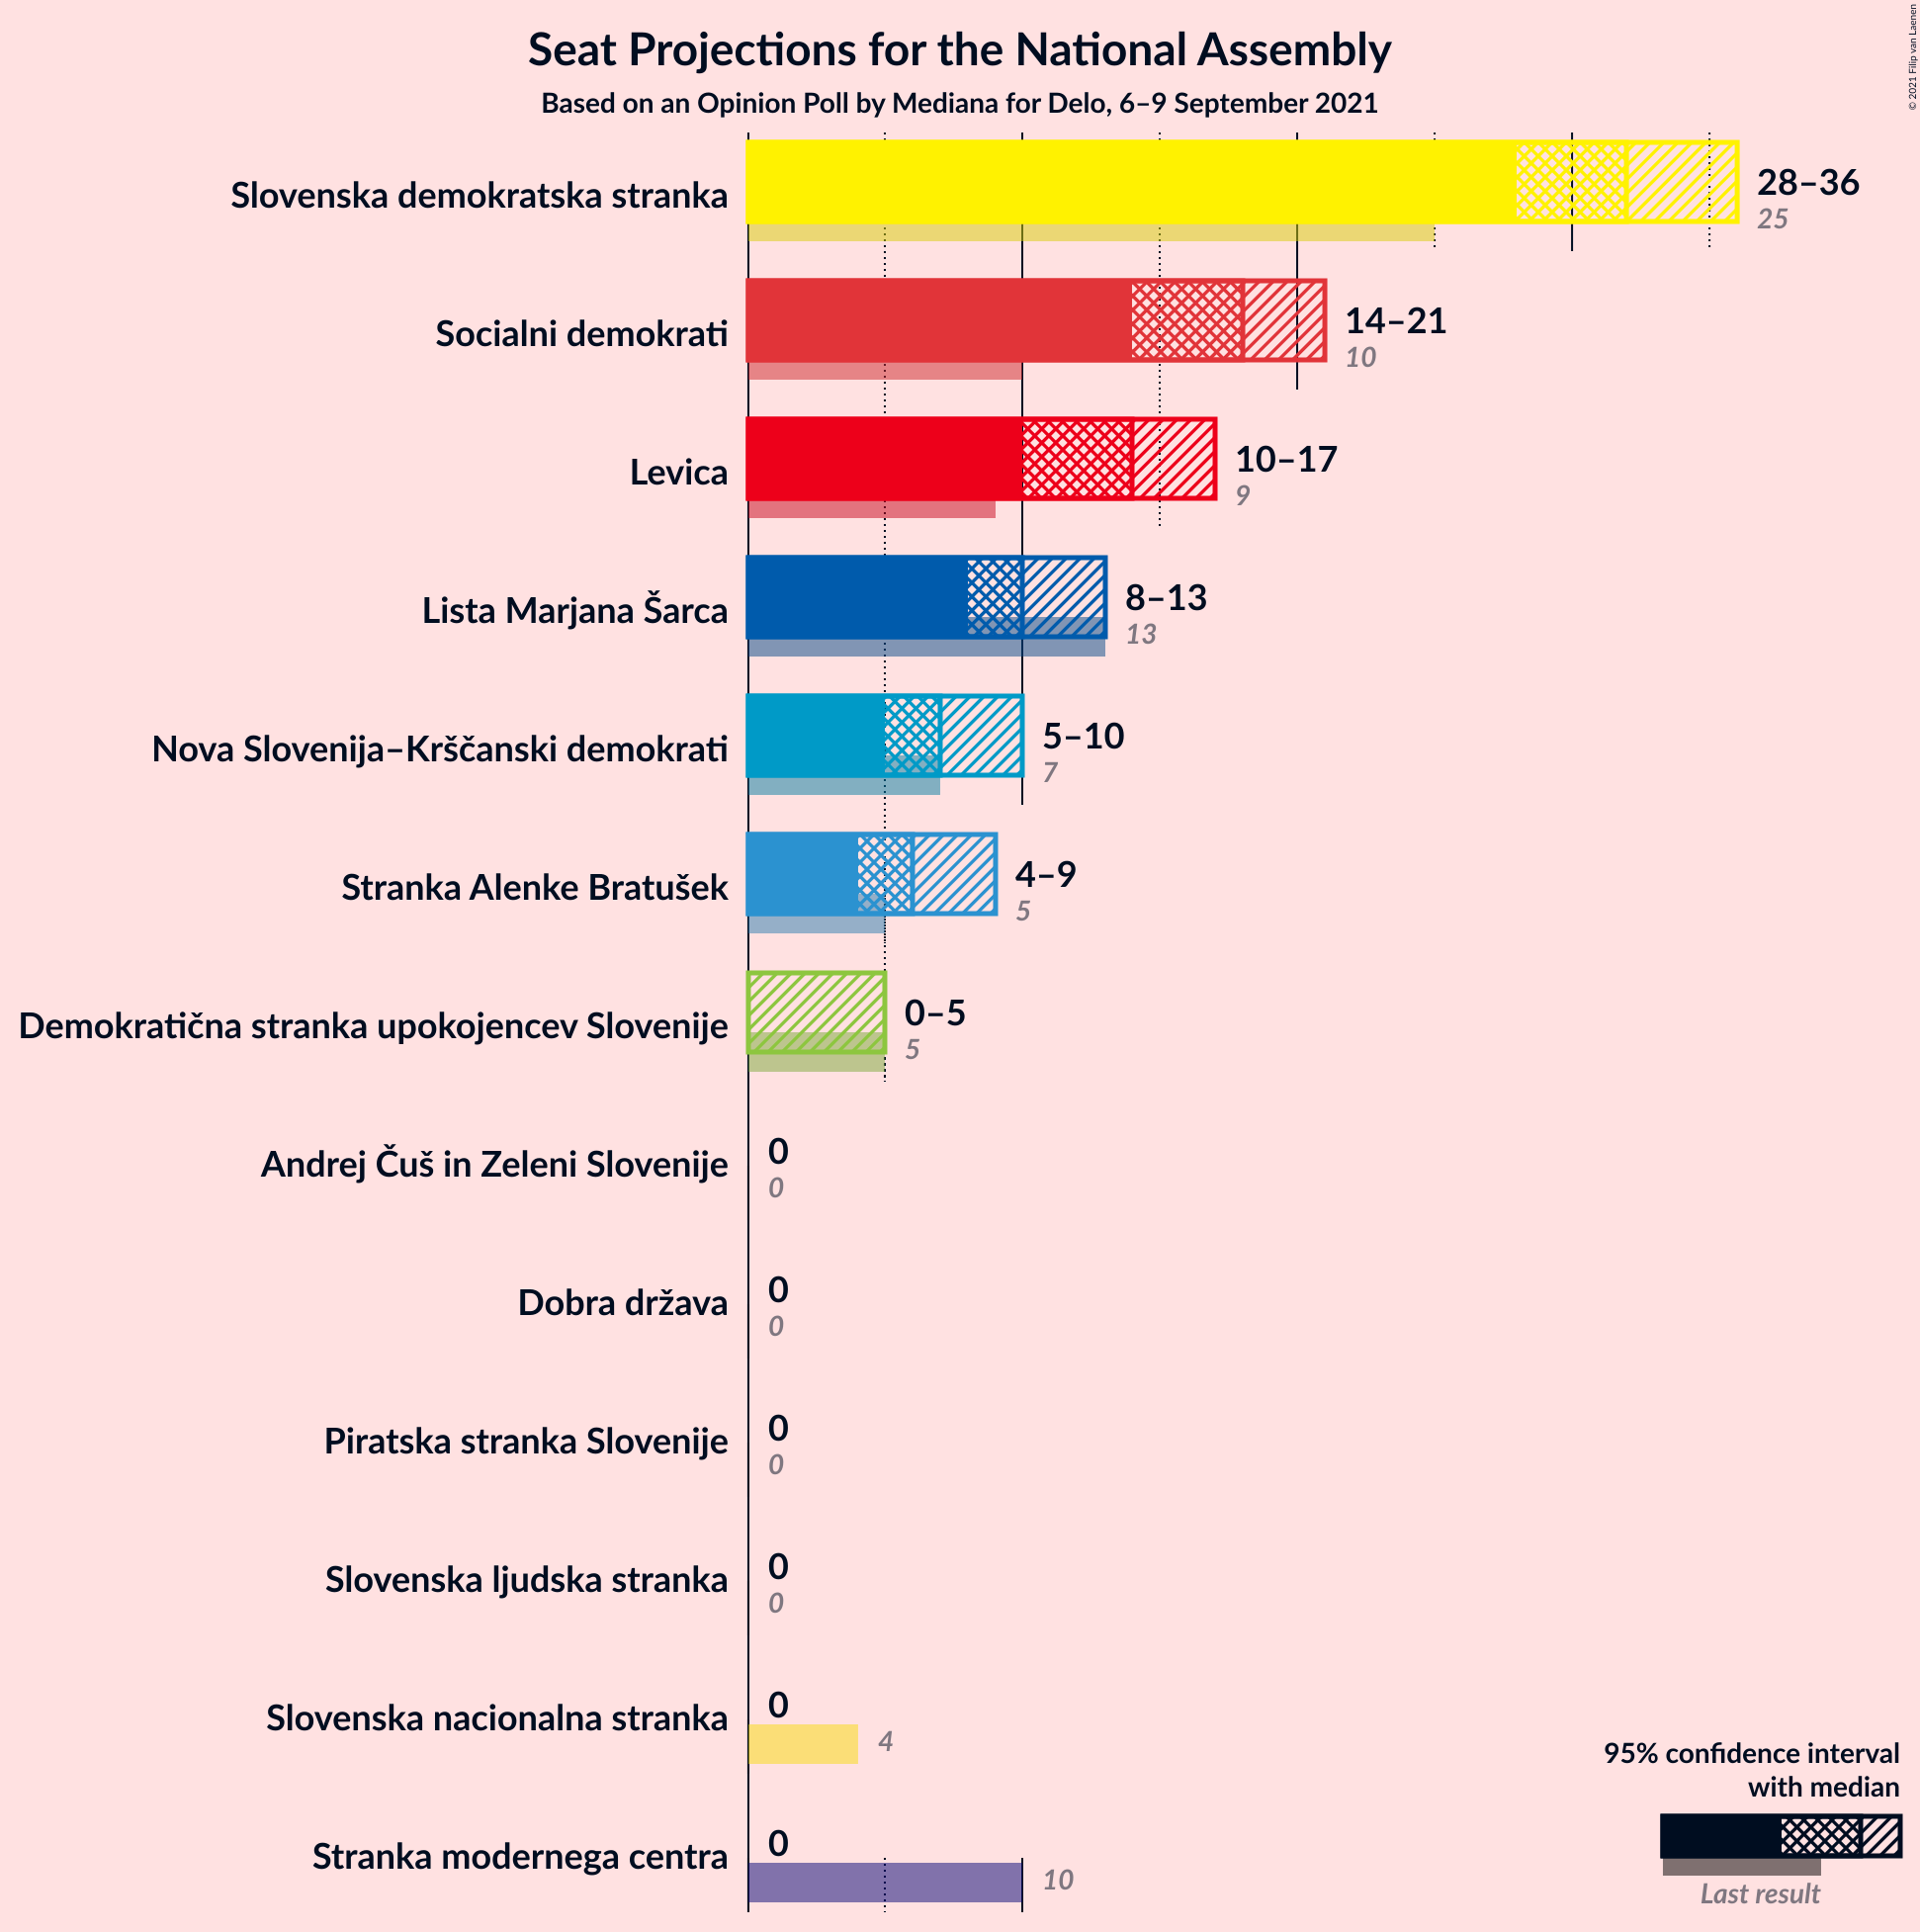 Seat Projections for the National Assembly
Based on an Opinion Poll by Mediana for Delo, 6–9 September 2021
© 2021 Filip van Laenen
Slovenska demokratska stranka
28–36
25
Socialni demokrati
14–21
10
Levica
10–17
9
Lista Marjana Šarca
8–13
13
Nova Slovenija–Krščanski demokrati
5–10
7
Stranka Alenke Bratušek
4–9
5
Demokratična stranka upokojencev Slovenije
0–5
5
Andrej Čuš in Zeleni Slovenije
0
0
Dobra država
0
0
Piratska stranka Slovenije
0
0
Slovenska ljudska stranka
0
0
Slovenska nacionalna stranka
0
4
Stranka modernega centra
0
10
95% confidence interval
with median
Last result